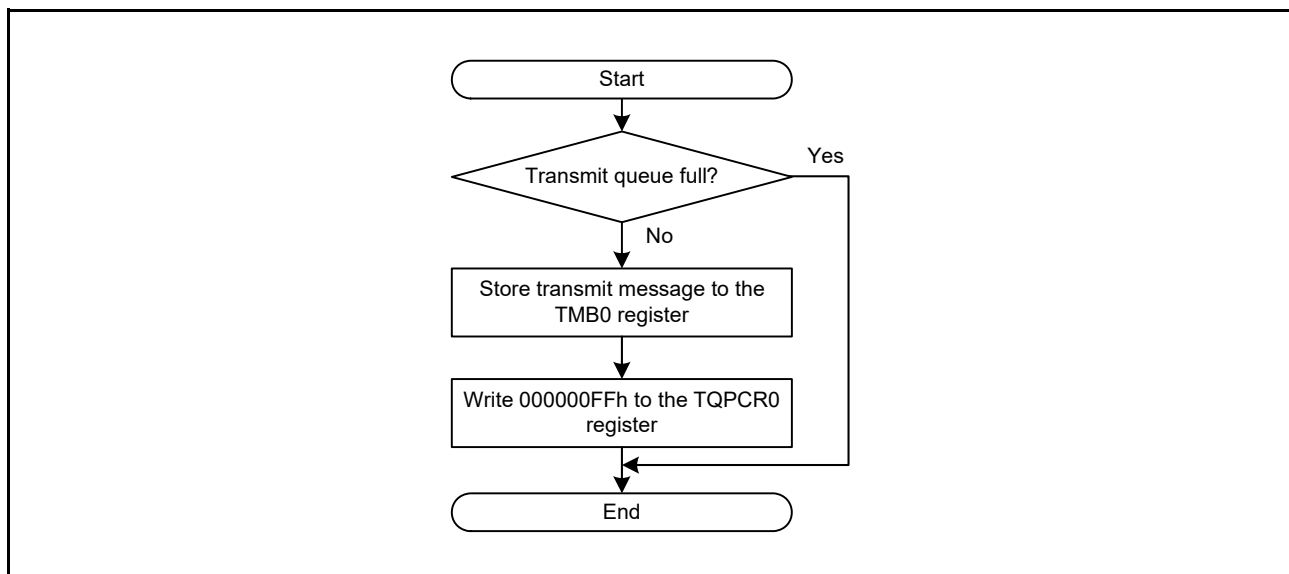 Start
Transmit queue full?
Yes
No
Store transmit message to the
TMB0 register
Write 000000FFh to the TQPCR0
register
End